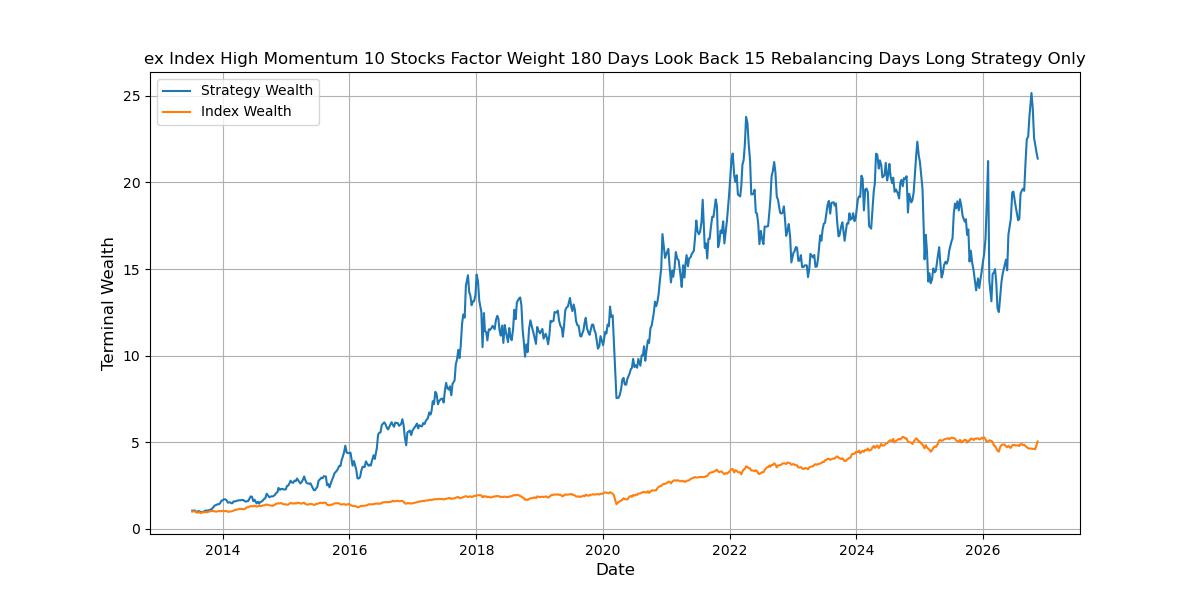 ex Index High Momentum 10 Stocks Factor Weight 180 Days Look Back 15 Rebalancing Days Long Strategy Only
Strategy Wealth
Index Wealth
Terminal Wealth
25
20
15
10
5
0
2014 2016 2018 2020 2022 2024 2026
Date